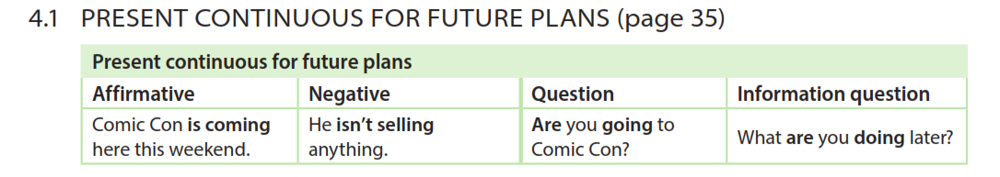 4.1 PRESENT CONTINUOUS FOR FUTURE PLANS (page 35)
Present continuous for future plans
Affirmative
Negative
Question
Information question
Comic Con is coming
here this weekend.
He isn't selling
anything.
Are you going to
Comic Con?
What are you doing later?